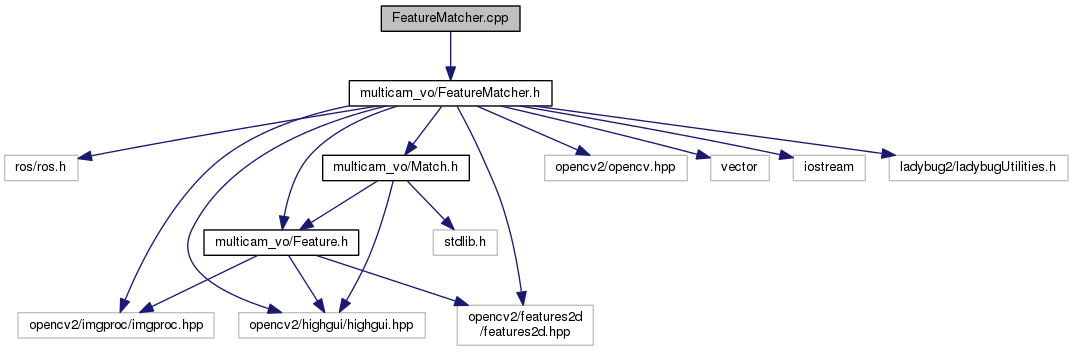 FeatureMatcher.cpp
multicam_vo/FeatureMatcher.h
ros/ros.h
multicam_vo/Match.h
opencv2/opencv.hpp
vector
iostream
ladybug2/ladybugUtilities.h
multicam_vo/Feature.h
stdlib.h
opencv2/imgproc/imgproc.hpp
opencv2/highgui/highgui.hpp
opencv2/features2d
/features2d.hpp